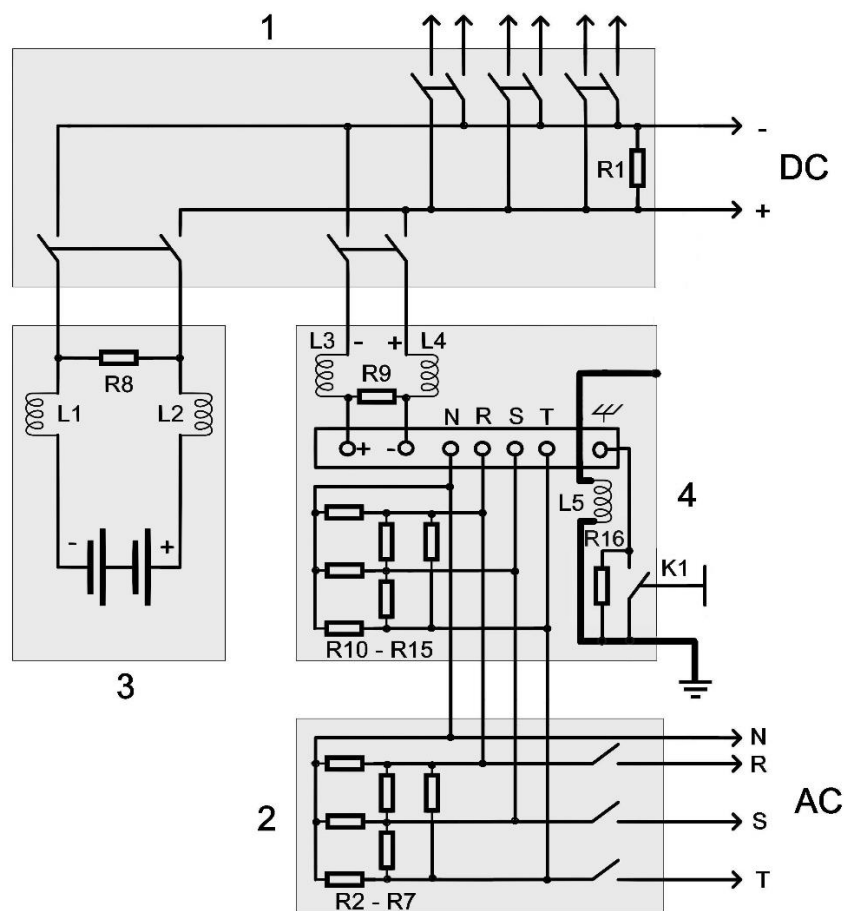 1
-
R1
DC
+
L3 - + L4
R9
R8
L1 L2
N R S T
+ -
4
L5
R16
K1
- +
R10 - R15
3
N
R
AC
2
S
R2 - R7
T